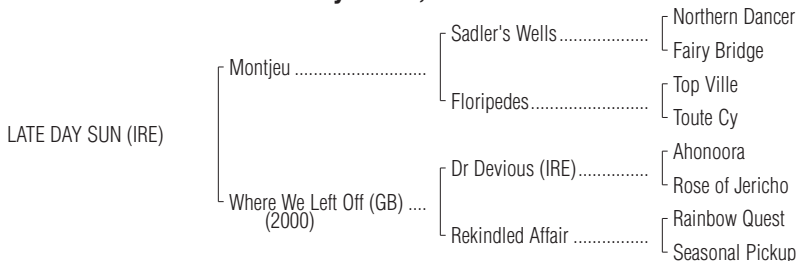 Northern Dancer
Sadler's Wells....................
Fairy Bridge
Montjeu .............................
Top Ville
Floripedes..........................
Toute Cy
LATE DAY SUN (IRE)
Ahonoora
Dr Devious (IRE)...............
Rose of Jericho
Where We Left Off (GB) ....
(2000)
Rainbow Quest
Rekindled Affair ................
Seasonal Pickup